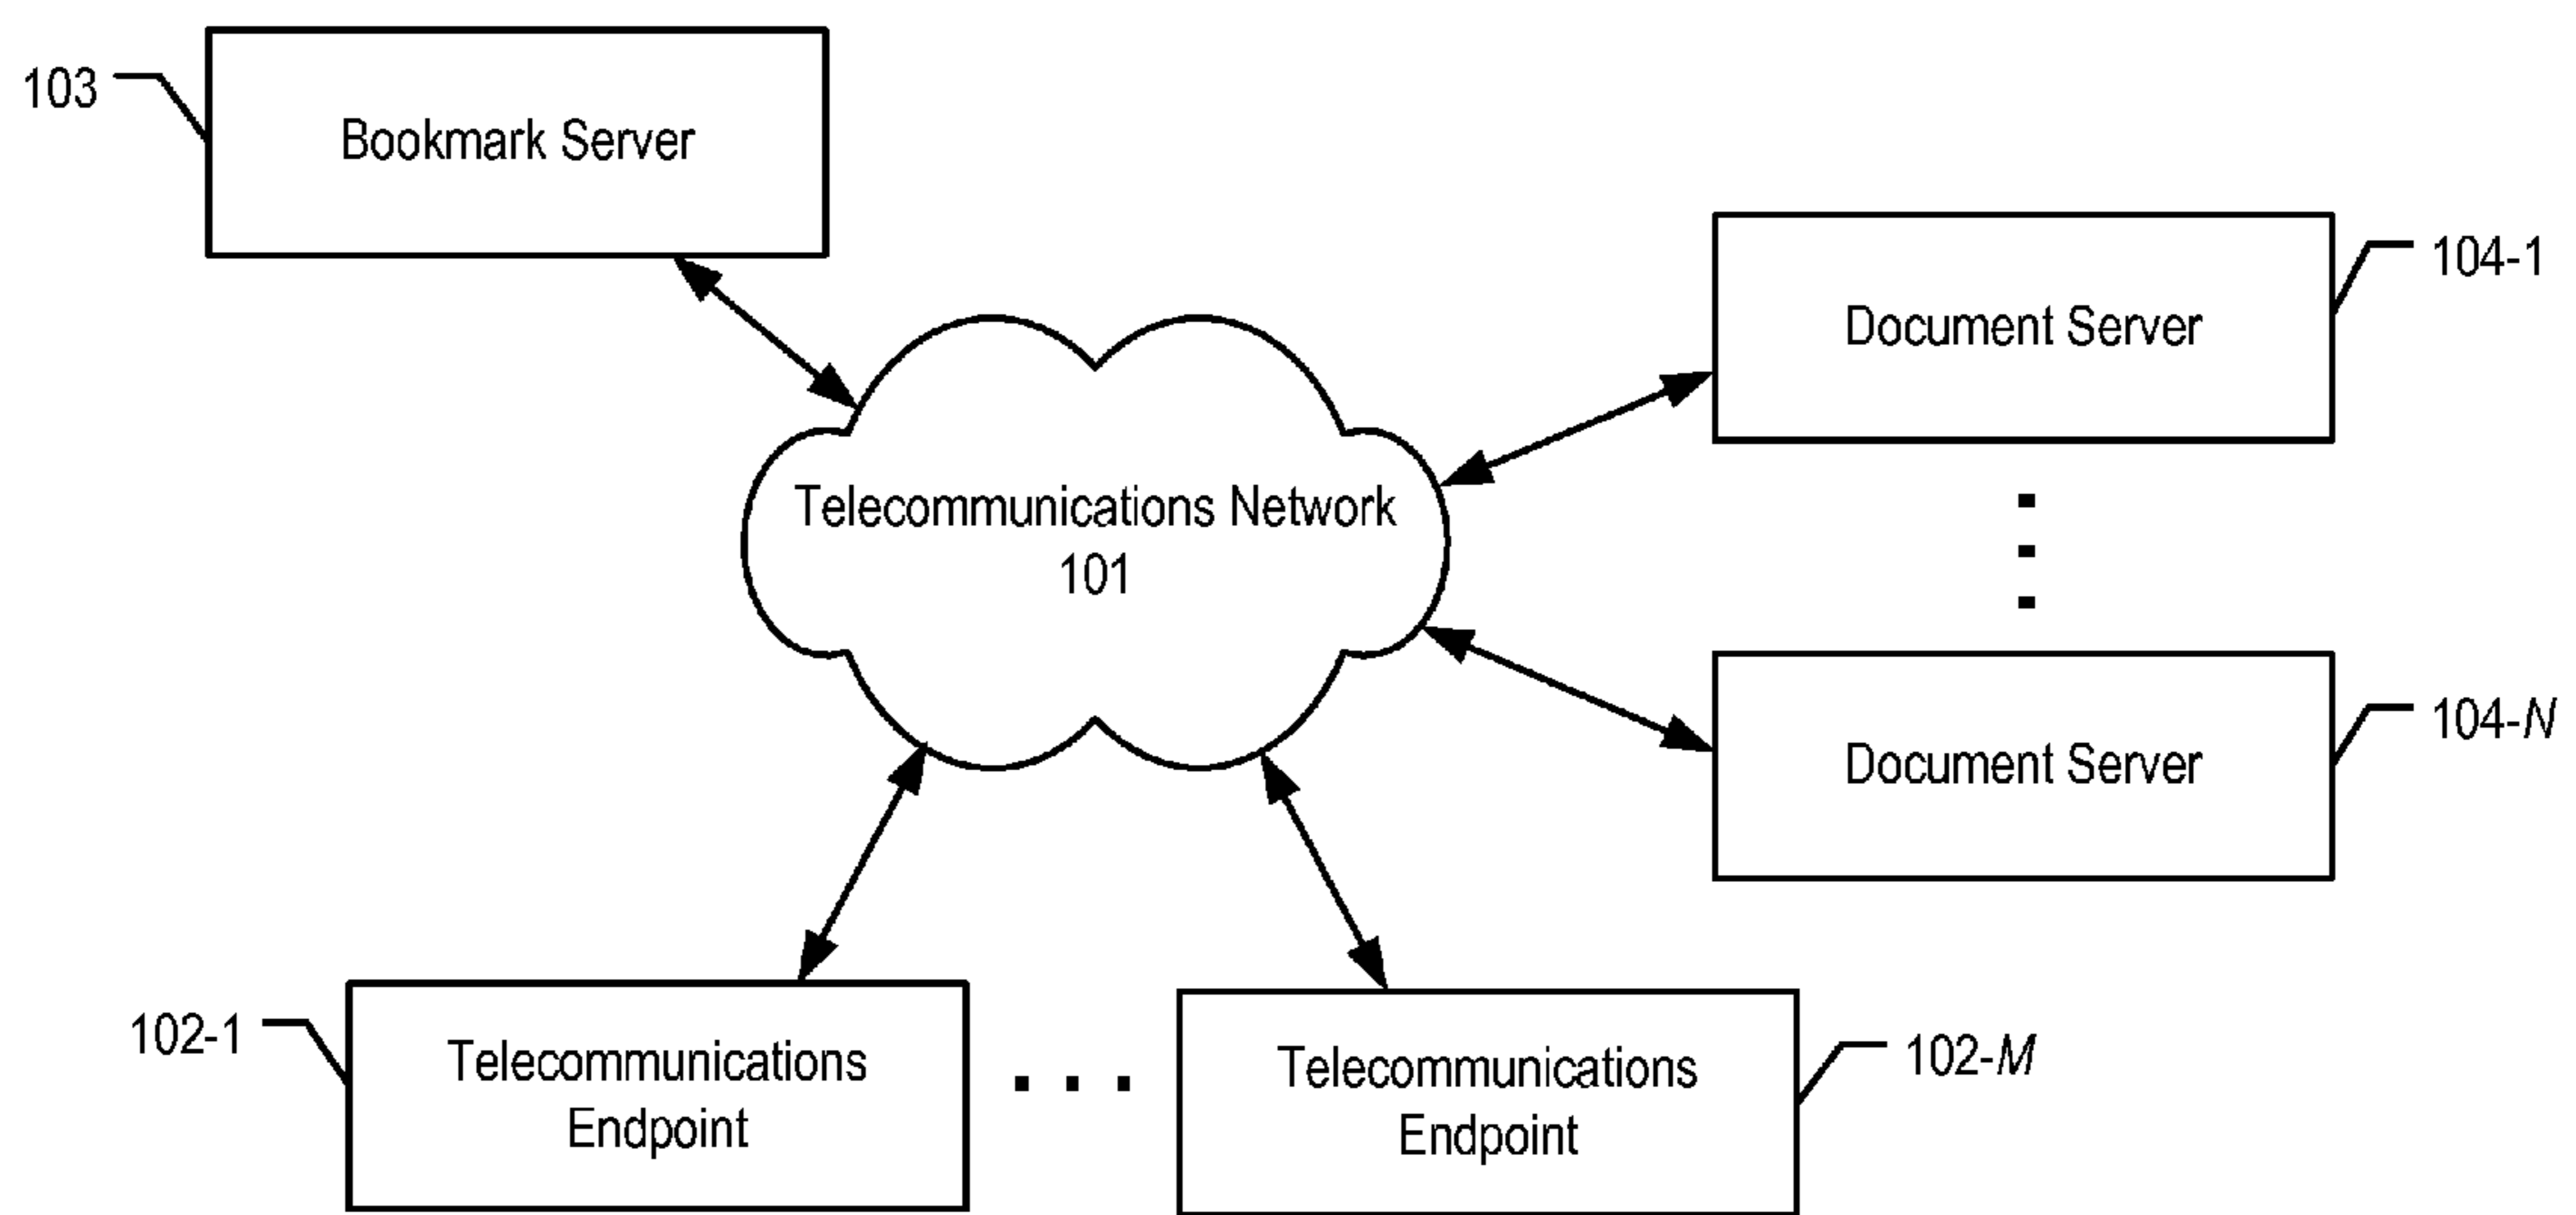 103
Bookmark Server
104-1
Document Server
Telecommunications Network
101
104-N
Document Server
102-1
Telecommunications
Endpoint
. . .
Telecommunications
Endpoint
102-M